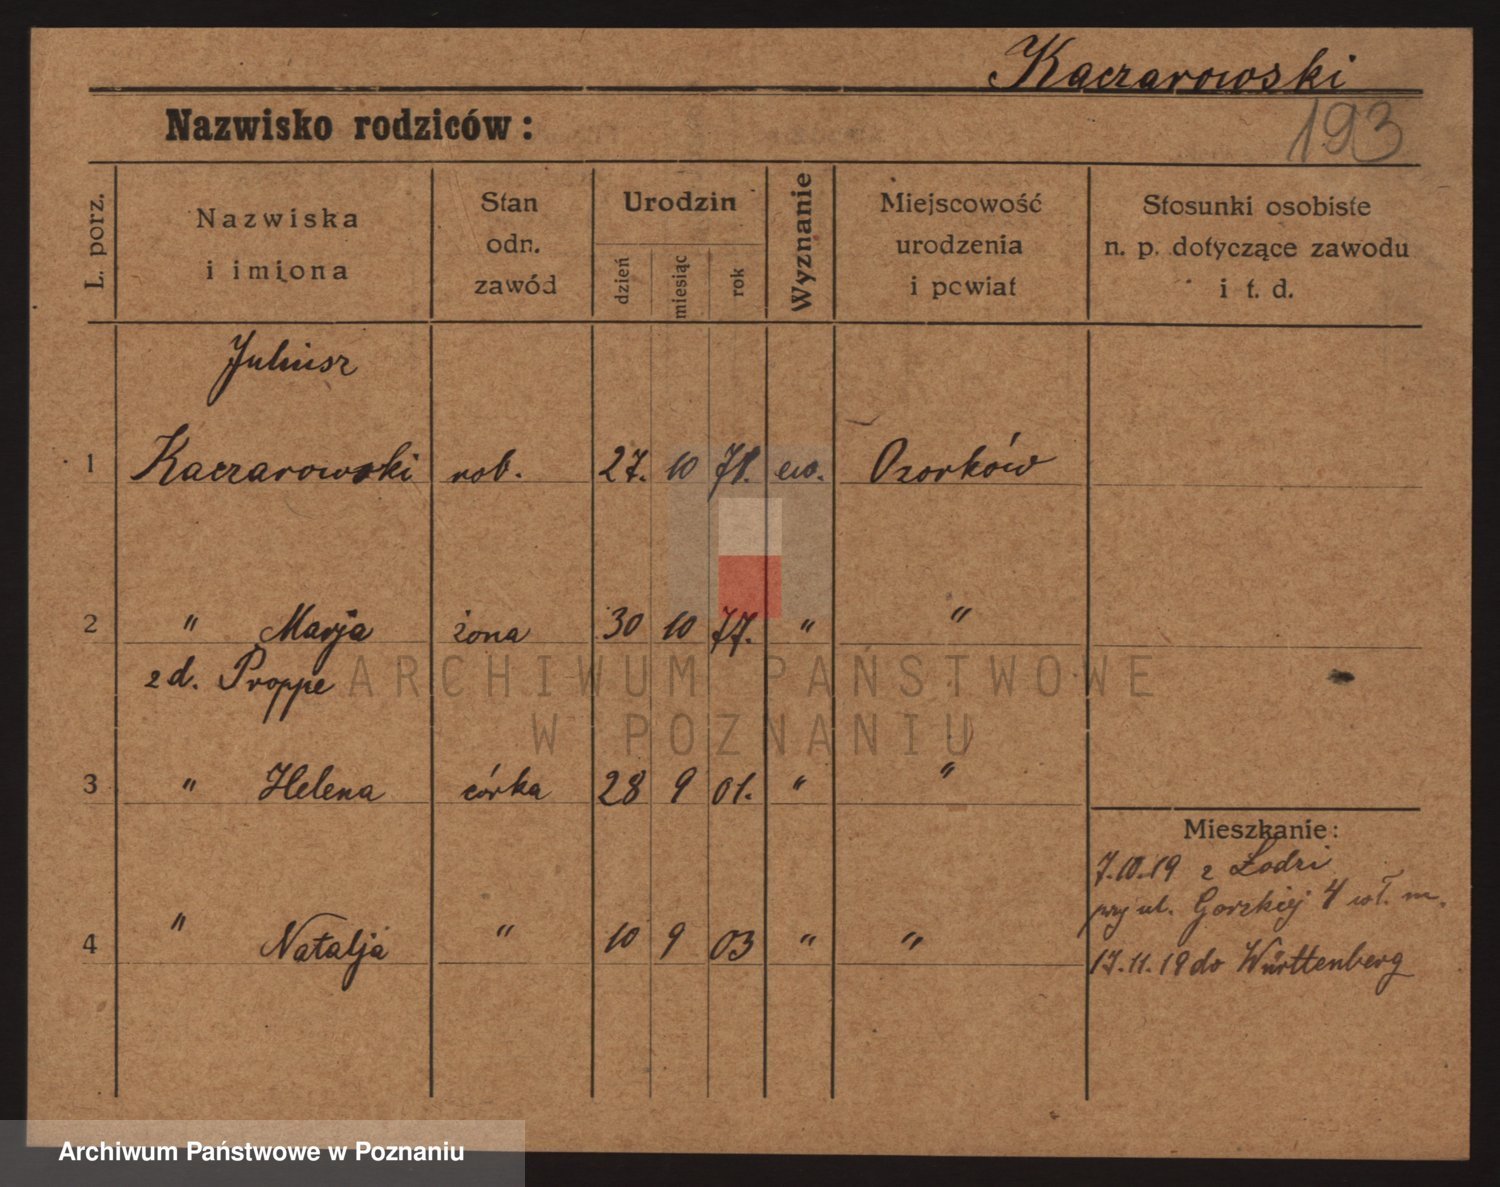 Kaczarowski
193
Nazwisko rodziców:
L. porz.
Nazwiska
i imiona
Stan
odn.
zawód
Urodzin
dzień
miesiąc
rok
Wyznanie
Miejscowość
urodzenia
i powiat
Stosunki osobiste
n. p. dotyczące zawodu
i t. d.
Juliusz
1 Kaczarowski rob. 27. 10 71. ew. Ozorków
2 " Marja żona 30 10 77. " "
z d. Proppe
3 " Helena córka 28 9 01. " "
4 " Natalja " 10 9 03 " "
Mieszkanie:
7.10.19 z Łodzi
przy ul. Gorzkiej 4 wł. m.
17.11.19 do Württenberg
ARCHIWUM PAŃSTWOWE
W POZNANIU
Archiwum Państwowe w Poznaniu